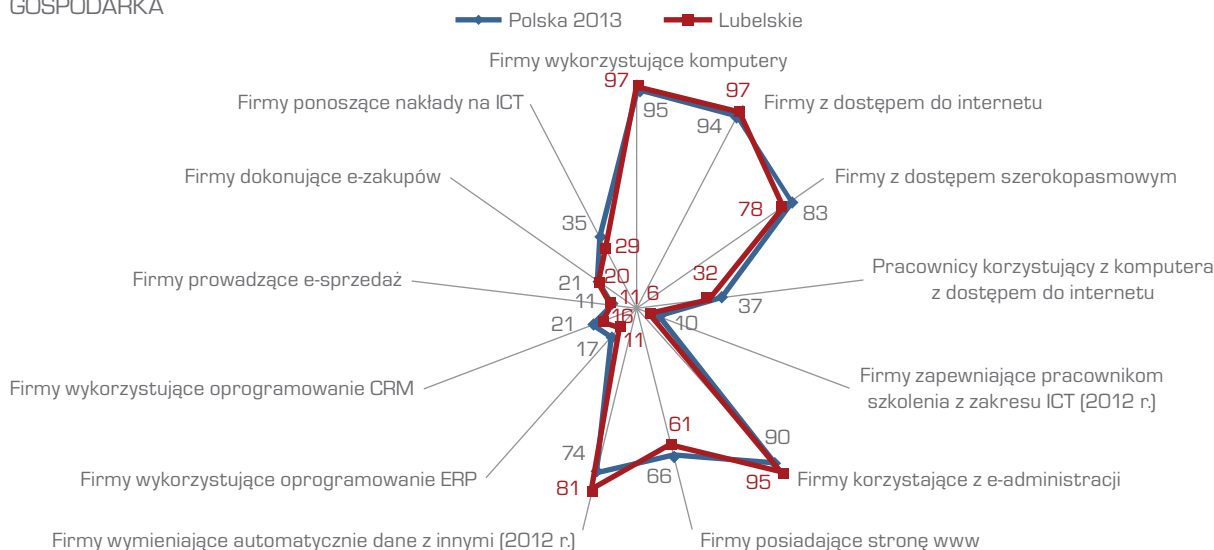 GOSPODARKA
Polska 2013 Lubelskie
Firmy wykorzystujące komputery
97
95
Firmy ponoszące nakłady na ICT
97
94
Firmy z dostępem do internetu
Firmy dokonujące e-zakupów
78
83
Firmy z dostępem szerokopasmowym
35
29
Firmy prowadzące e-sprzedaż
21
20
32
37
Pracownicy korzystujący z komputera
z dostępem do internetu
11
11
6
10
21
16
17
11
Firmy wykorzystujące oprogramowanie CRM
Firmy zapewniające pracownikom
szkolenia z zakresu ICT (2012 r.)
61
66
90
95
74
81
Firmy wykorzystujące oprogramowanie ERP
Firmy korzystające z e-administracji
Firmy wymieniające automatycznie dane z innymi (2012 r.)
Firmy posiadające stronę www